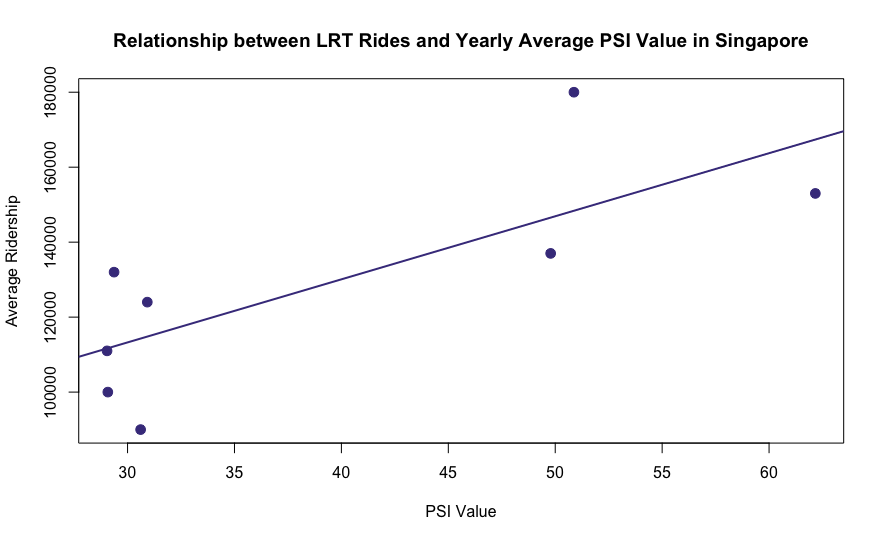 Relationship between LRT Rides and Yearly Average PSI Value in Singapore
Average Ridership
180000
160000
140000
120000
100000
30 35 40 45 50 55 60
PSI Value